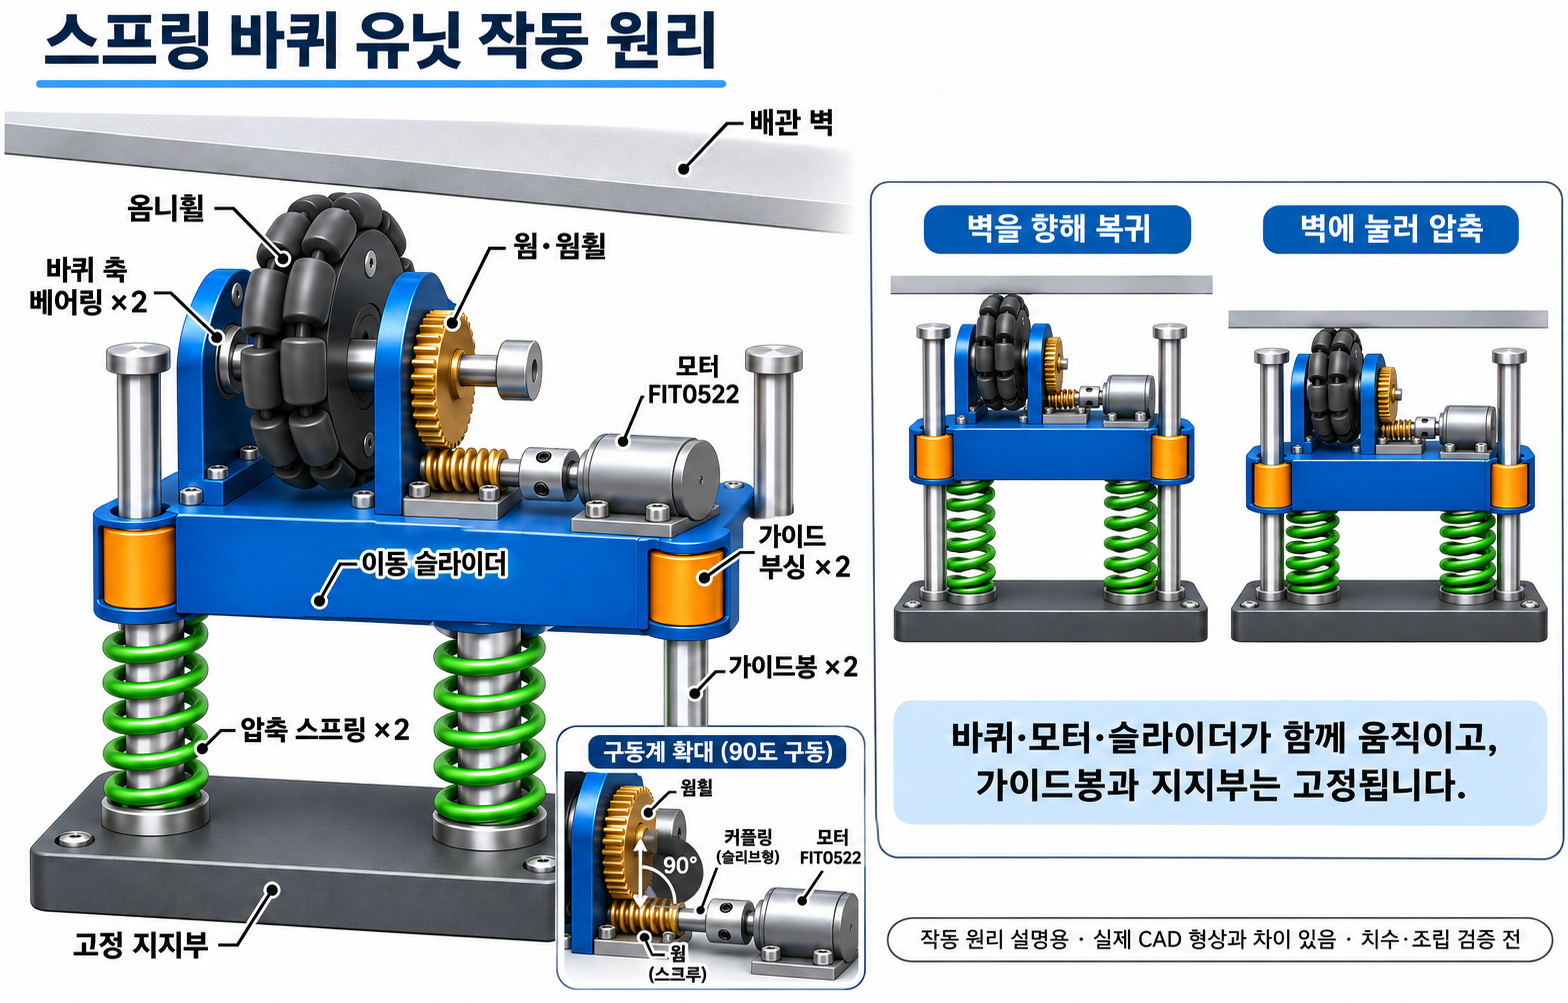 스프링 바퀴 유닛 작동 원리
배관 벽
옴니휠
웜·웜휠
바퀴 축
베어링 ×2
모터
FIT0522
가이드
부싱 ×2
이동 슬라이더
가이드봉 ×2
압축 스프링 ×2
고정 지지부
구동계 확대 (90도 구동)
웜휠
커플링
(슬리브형)
모터
FIT0522
90°
웜
(스크루)
벽을 향해 복귀
벽에 눌러 압축
바퀴·모터·슬라이더가 함께 움직이고,
가이드봉과 지지부는 고정됩니다.
작동 원리 설명용 · 실제 CAD 형상과 차이 있음 · 치수·조립 검증 전